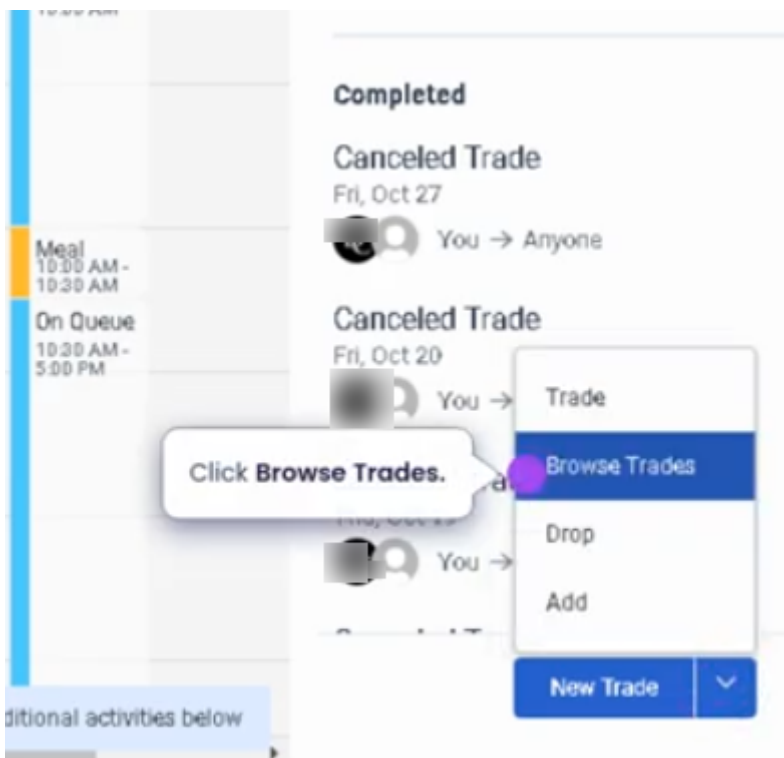 Meal
10:00 AM -
10:30 AM
On Queue
10:30 AM -
5:00 PM
ditional activities below
Completed
Canceled Trade
Fri, Oct 27
You → Anyone
Canceled Trade
Fri, Oct 20
You →
Click Browse Trades.
You →
Trade
Browse Trades
Drop
Add
New Trade